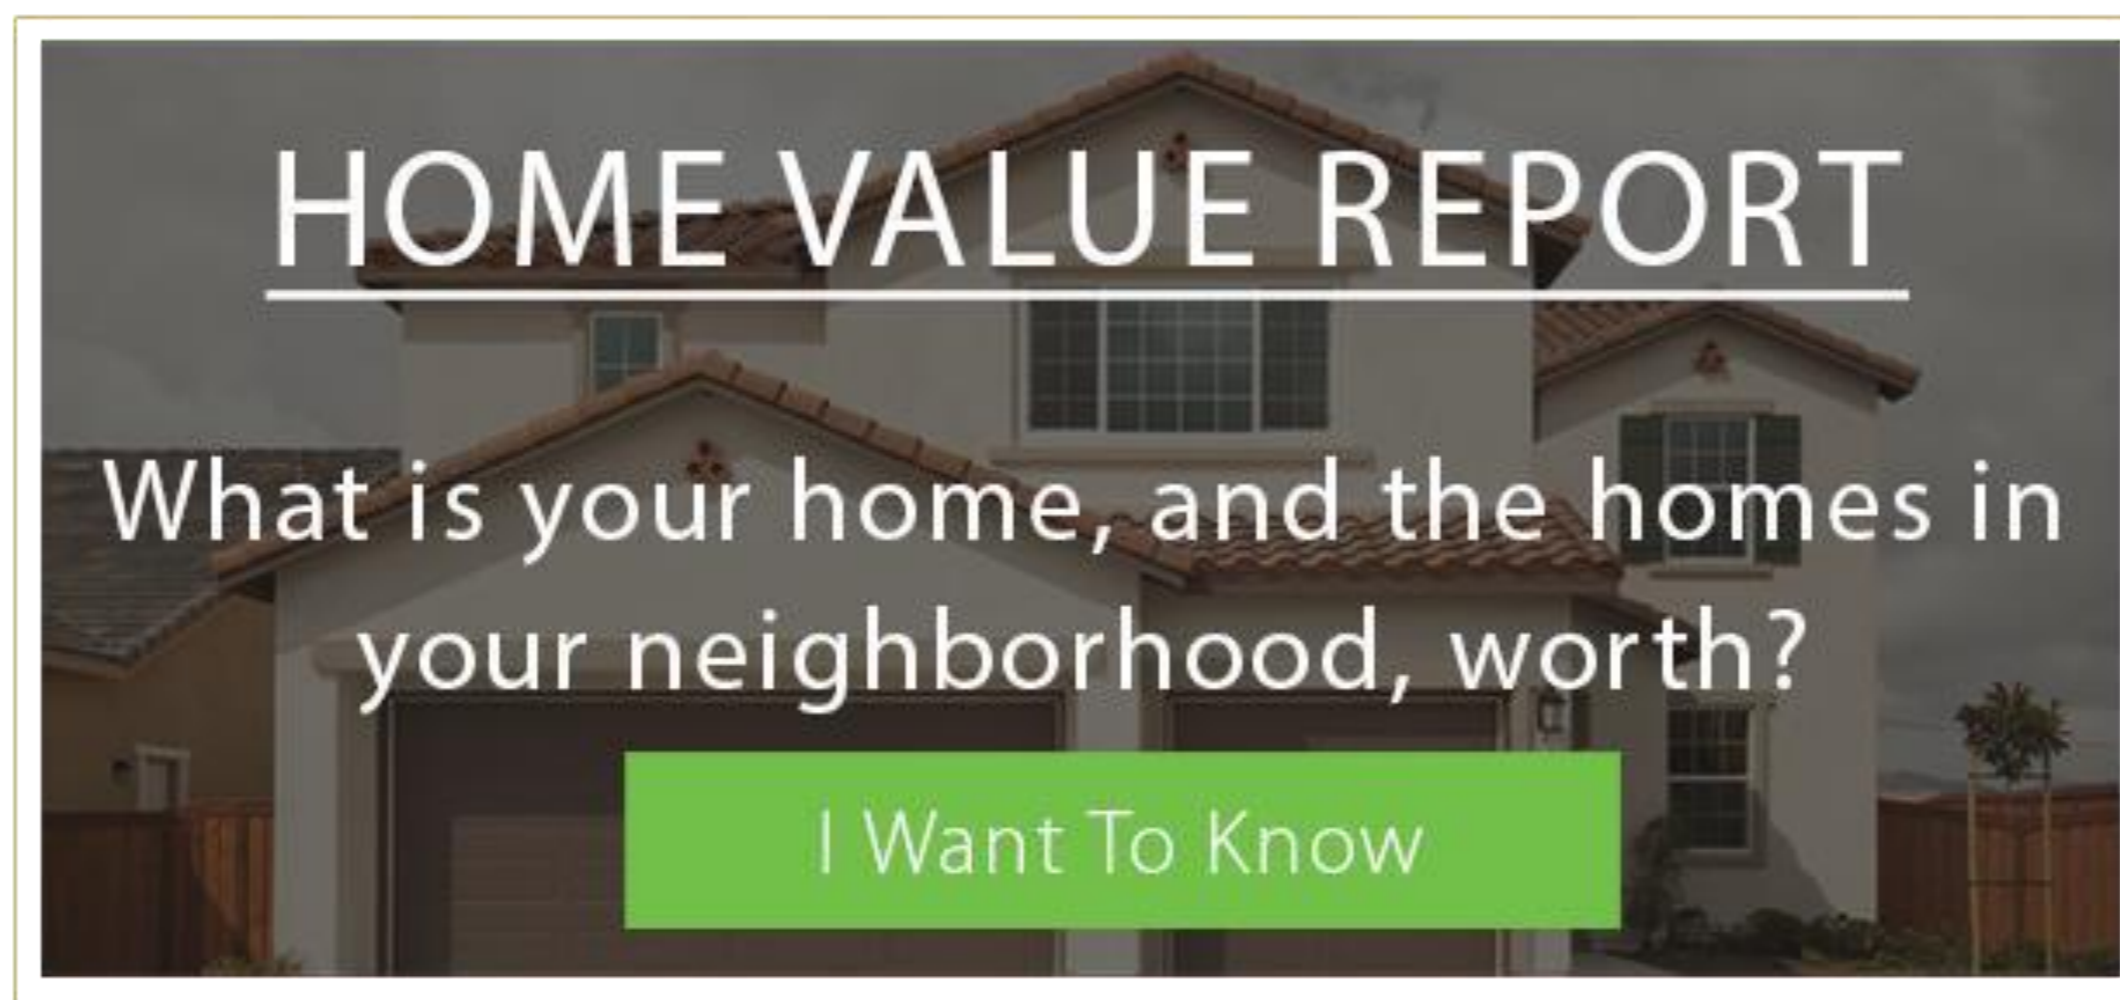 HOME VALUE REPORT
What is your home, and the homes in
your neighborhood, worth?
I Want To Know